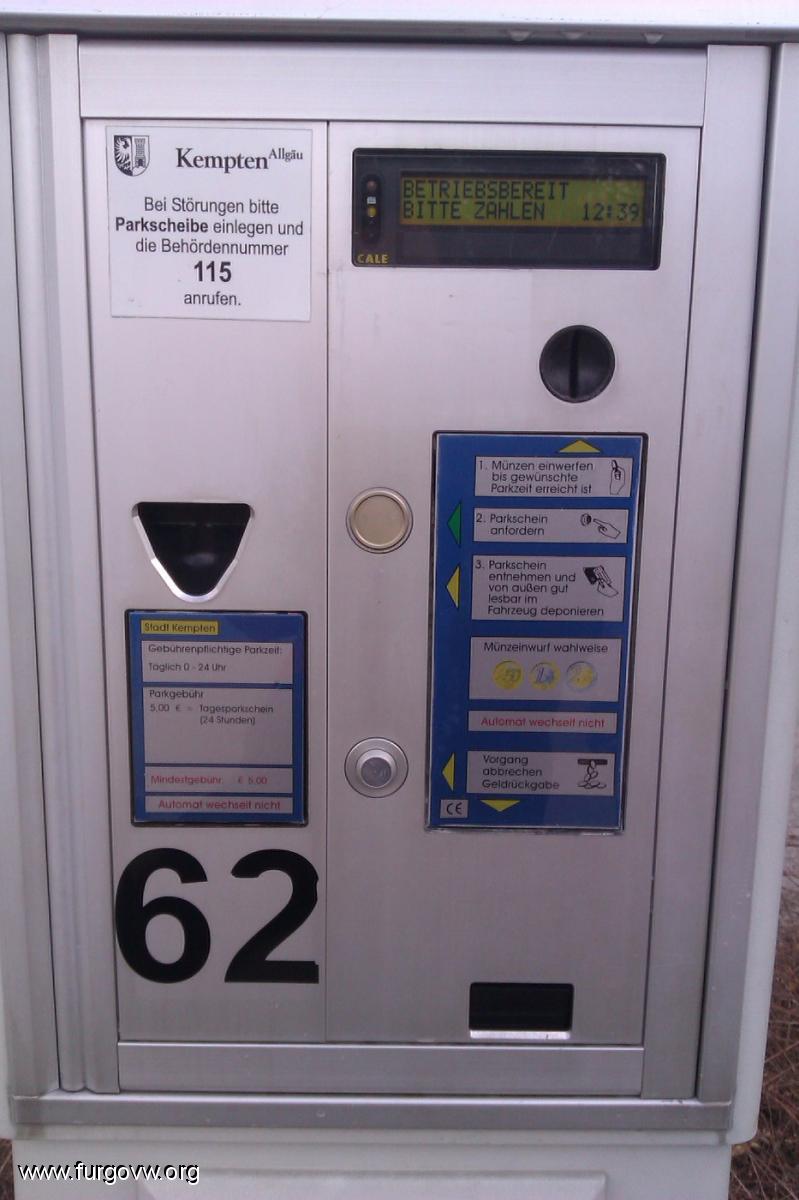 Kempten Allgäu
Bei Störungen bitte
Parkscheibe einlegen und
die Behördennummer
115
anrufen.
BETRIEBSBEREIT
BITTE ZAHLEN 12:39
CALE
1. Münzen einwerfen
bis gewünschte
Parkzeit erreicht ist
2. Parkschein
anfordern
3. Parkschein
entnehmen und
von außen gut
lesbar im
Fahrzeug deponieren
Münzeinwurf wahlweise
Automat wechselt nicht
Vorgang
abbrechen
Geldrückgabe
CE
Stadt Kempten
Gebührenpflichtige Parkzeit:
Täglich 0 - 24 Uhr
Parkgebühr
5,00 € = Tagesparkschein
(24 Stunden)
Mindestgebühr: € 5,00
Automat wechselt nicht
62
www.furgovw.org